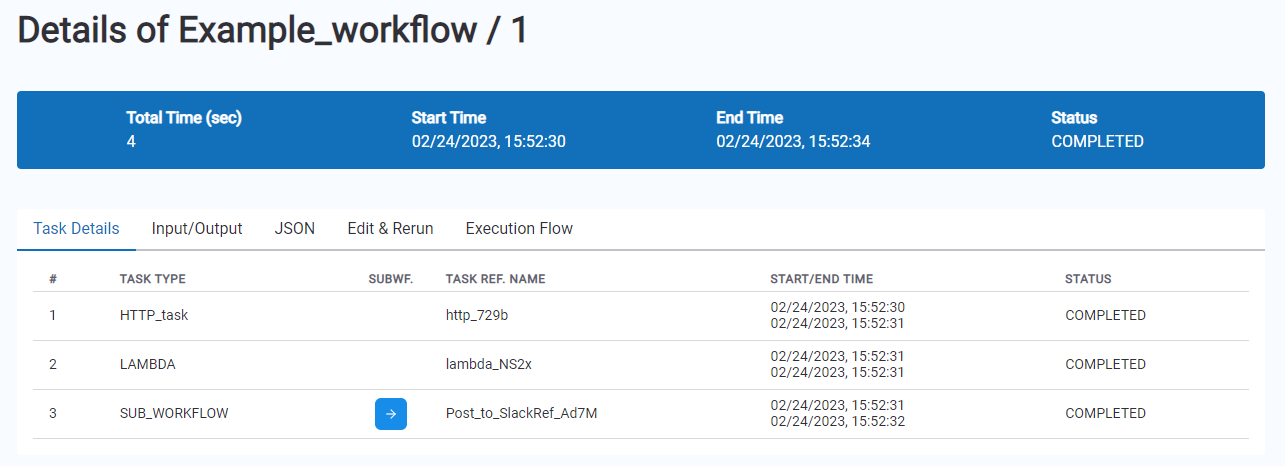 Details of Example_workflow / 1
Total Time (sec) Start Time End Time Status
4 02/24/2023, 15:52:30 02/24/2023, 15:52:34 COMPLETED
Task Details Input/Output JSON Edit & Rerun Execution Flow
# TASK TYPE SUBWF. TASK REF. NAME START/END TIME STATUS
1 HTTP_task http_729b 02/24/2023, 15:52:30 COMPLETED
02/24/2023, 15:52:31
2 LAMBDA lambda_NS2x 02/24/2023, 15:52:31 COMPLETED
02/24/2023, 15:52:31
3 SUB_WORKFLOW Post_to_SlackRef_Ad7M 02/24/2023, 15:52:31 COMPLETED
02/24/2023, 15:52:32